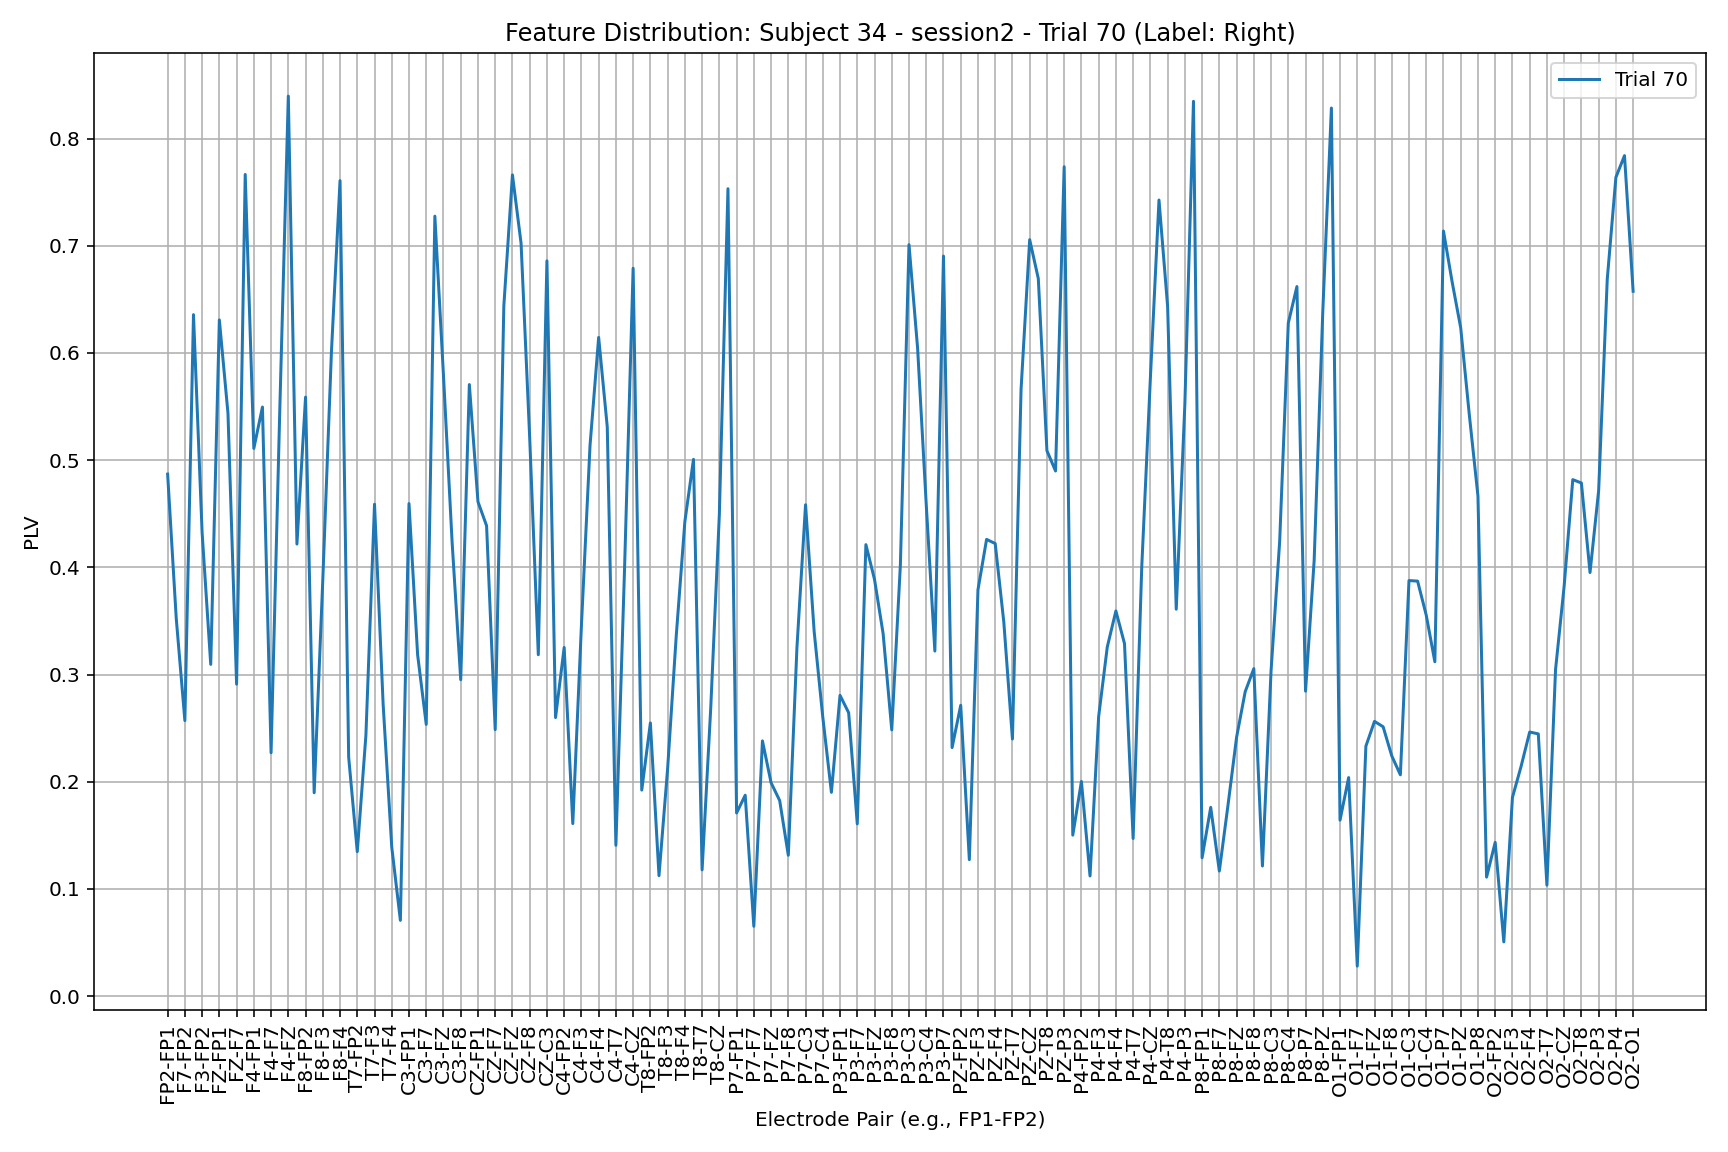 Feature Distribution: Subject 34 - session2 - Trial 70 (Label: Right)
Trial 70
PLV
0.8
0.7
0.6
0.5
0.4
0.3
0.2
0.1
0.0
FP2-FP1
F7-FP2
F3-FP2
FZ-FP1
FZ-F7
F4-FP1
F4-F7
F4-FZ
F8-FP2
F8-F3
F8-F4
T7-FP2
T7-F3
T7-F4
C3-FP1
C3-F7
C3-FZ
C3-F8
CZ-FP1
CZ-F7
CZ-FZ
CZ-F8
CZ-C3
C4-FP2
C4-F3
C4-F4
C4-T7
C4-CZ
T8-FP2
T8-F3
T8-F4
T8-T7
T8-CZ
P7-FP1
P7-F7
P7-FZ
P7-F8
P7-C3
P7-C4
P3-FP1
P3-F7
P3-FZ
P3-F8
P3-C3
P3-C4
P3-P7
PZ-FP2
PZ-F3
PZ-F4
PZ-T7
PZ-CZ
PZ-T8
PZ-P3
P4-FP2
P4-F3
P4-F4
P4-T7
P4-CZ
P4-T8
P4-P3
P8-FP1
P8-F7
P8-FZ
P8-F8
P8-C3
P8-C4
P8-P7
P8-PZ
O1-FP1
O1-F7
O1-FZ
O1-F8
O1-C3
O1-C4
O1-P7
O1-PZ
O1-P8
O2-FP2
O2-F3
O2-F4
O2-T7
O2-CZ
O2-T8
O2-P3
O2-P4
O2-O1
Electrode Pair (e.g., FP1-FP2)